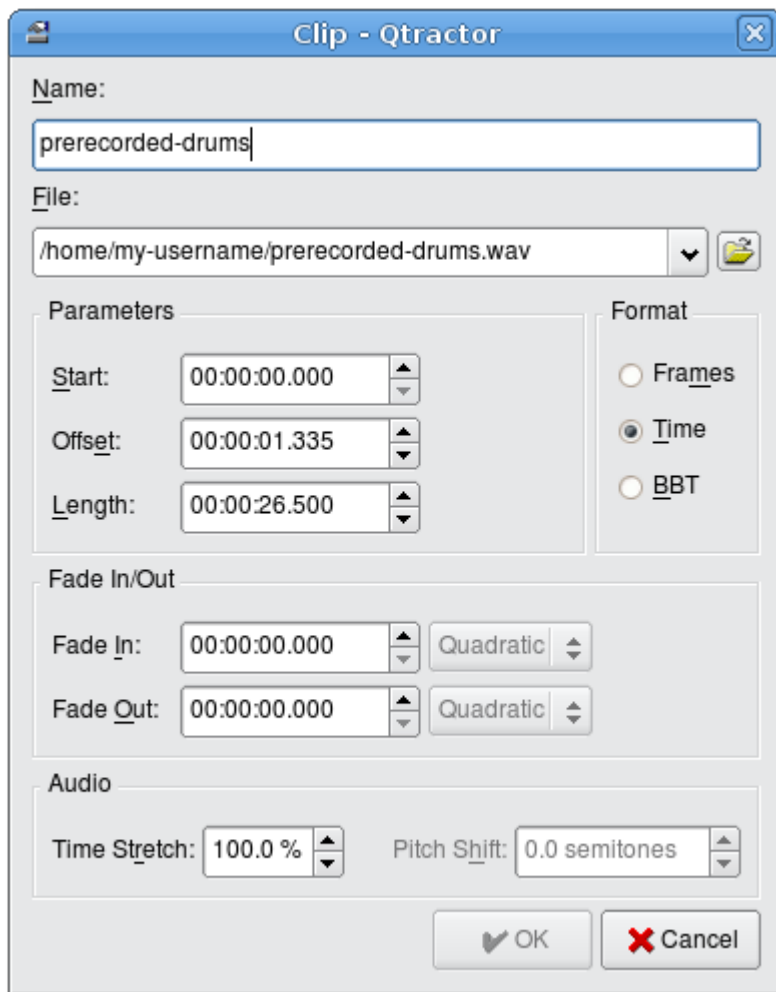 Clip - Qtractor
Name:
prerecorded-drums
File:
/home/my-username/prerecorded-drums.wav
Parameters
Start: 00:00:00.000
Offset: 00:00:01.335
Length: 00:00:26.500
Format
Frames
Time
BBT
Fade In/Out
Fade In: 00:00:00.000 Quadratic
Fade Out: 00:00:00.000 Quadratic
Audio
Time Stretch: 100.0 % Pitch Shift: 0.0 semitones
OK Cancel